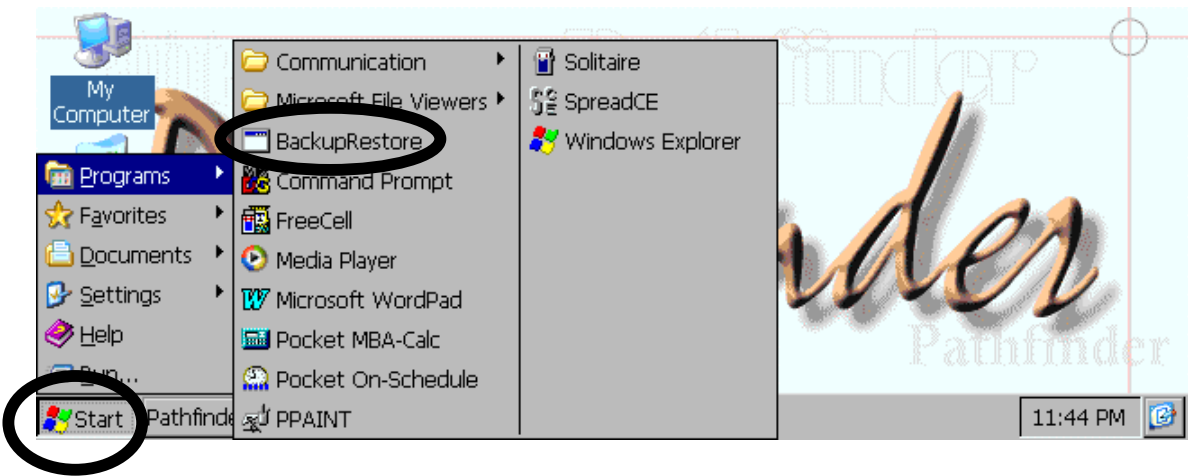 My
Computer
Programs
Favorites
Documents
Settings
Help
Run...
Start
Communication
Microsoft File Viewers
BackupRestore
Command Prompt
FreeCell
Media Player
Microsoft WordPad
Pocket MBA-Calc
Pocket On-Schedule
PPAINT
Solitaire
SpreadCE
Windows Explorer
Pathfinder
11:44 PM